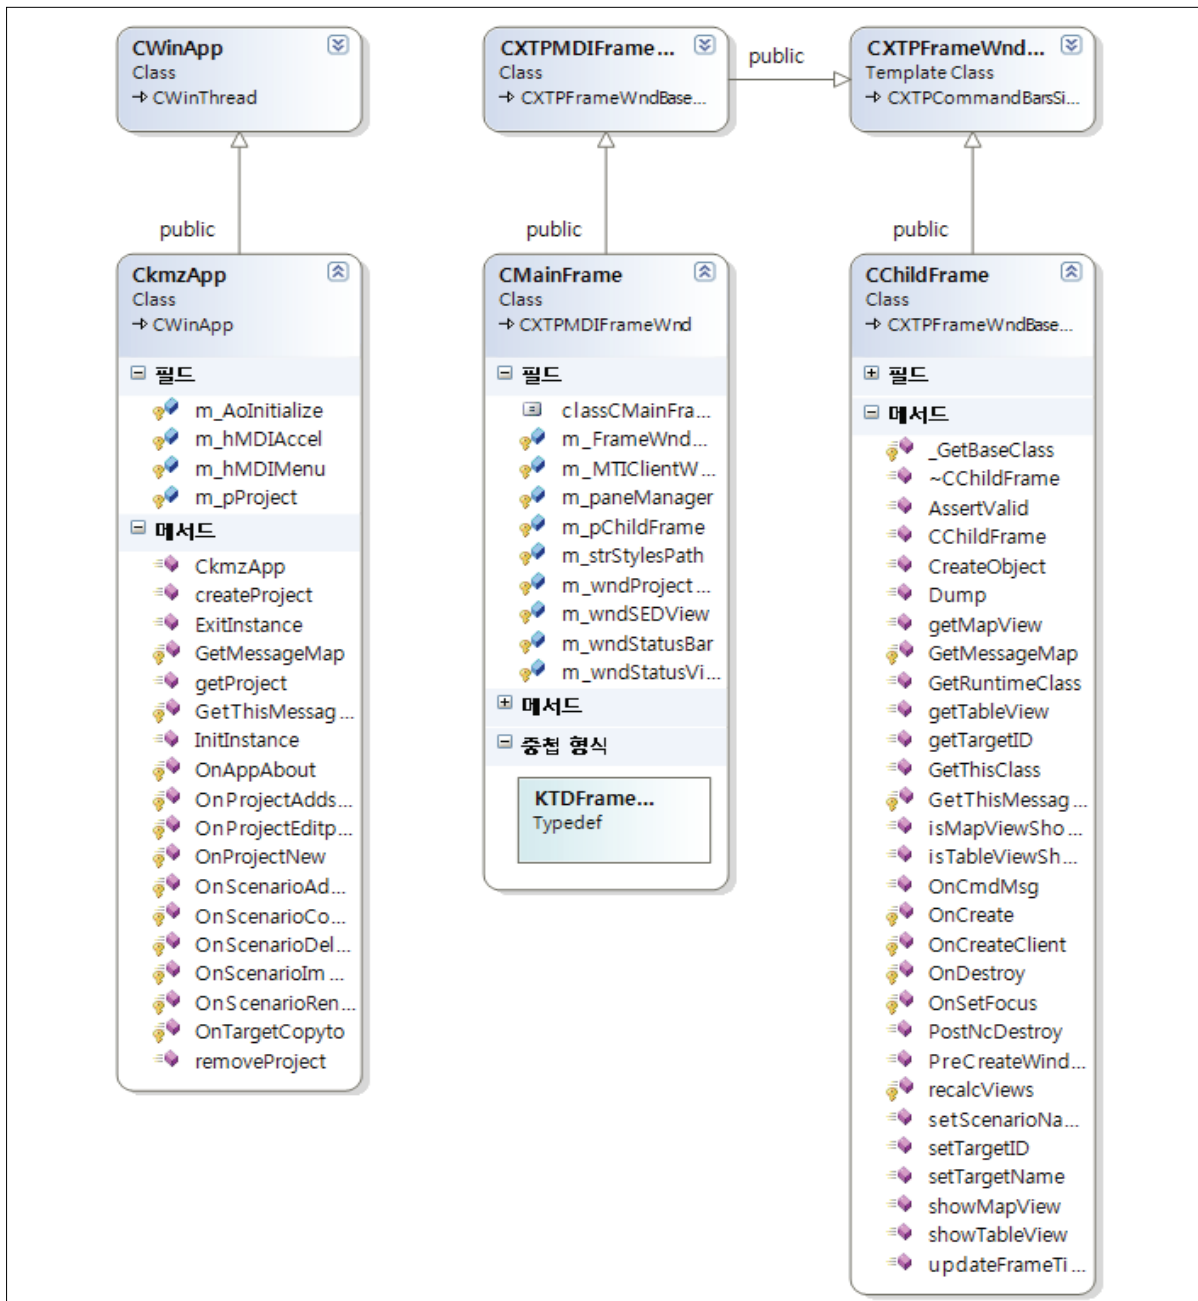 CWinApp
Class
CWinThread
CXTPMDIFrame...
Class
CXTPFrameWndBase...
public
CXTPFrameWnd...
Template Class
CXTPCommandBarsSi...
public
public
public
CkmzApp
Class
CWinApp
필드
m_AoInitialize
m_hMDIAccel
m_hMDIMenu
m_pProject
메서드
CkmzApp
createProject
ExitInstance
GetMessageMap
getProject
GetThisMessag...
InitInstance
OnAppAbout
OnProjectAdds...
OnProjectEditp...
OnProjectNew
OnScenarioAd...
OnScenarioCo...
OnScenarioDel...
OnScenarioIm...
OnScenarioRen...
OnTargetCopyto
removeProject
CMainFrame
Class
CXTPMDIFrameWnd
필드
classCMainFra...
m_FrameWnd...
m_MTIClientW...
m_paneManager
m_pChildFrame
m_strStylesPath
m_wndProject...
m_wndSEDView
m_wndStatusBar
m_wndStatusVi...
메서드
중첩 형식
KTDFrame...
Typedef
CChildFrame
Class
CXTPFrameWndBase...
필드
메서드
_GetBaseClass
~CChildFrame
AssertValid
CChildFrame
CreateObject
Dump
getMapView
GetMessageMap
GetRuntimeClass
getTableView
getTargetID
GetThisClass
GetThisMessag...
isMapViewSho...
isTableViewSh...
OnCmdMsg
OnCreate
OnCreateClient
OnDestroy
OnSetFocus
PostNcDestroy
PreCreateWind...
recalcViews
setScenarioNa...
setTargetID
setTargetName
showMapView
showTableView
updateFrameTi...